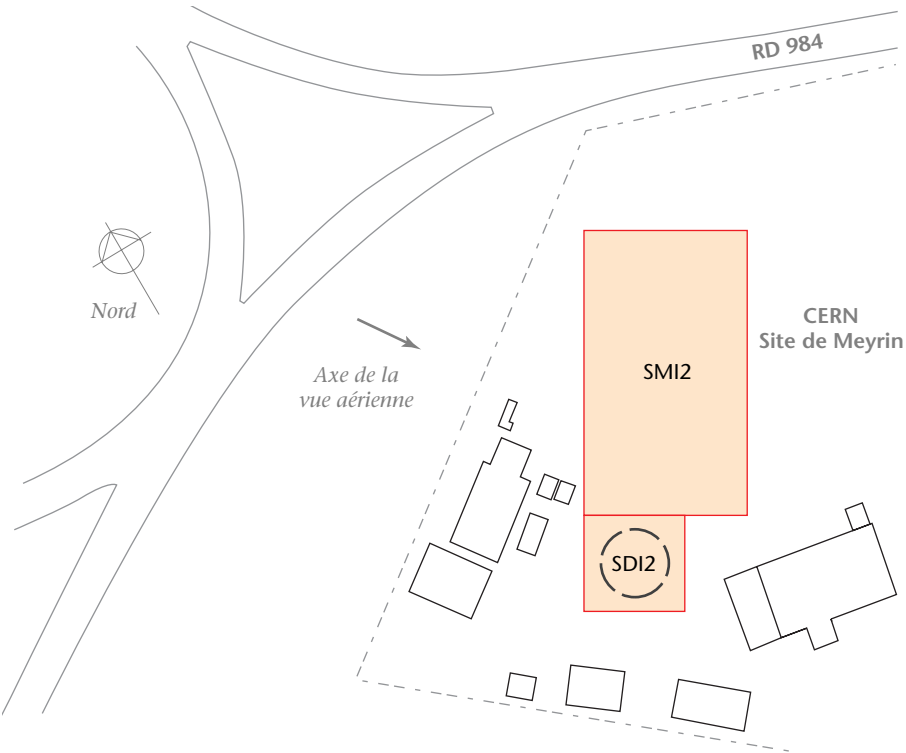 RD 984
Nord
Axe de la
vue aérienne
CERN
Site de Meyrin
SMI2
SDI2